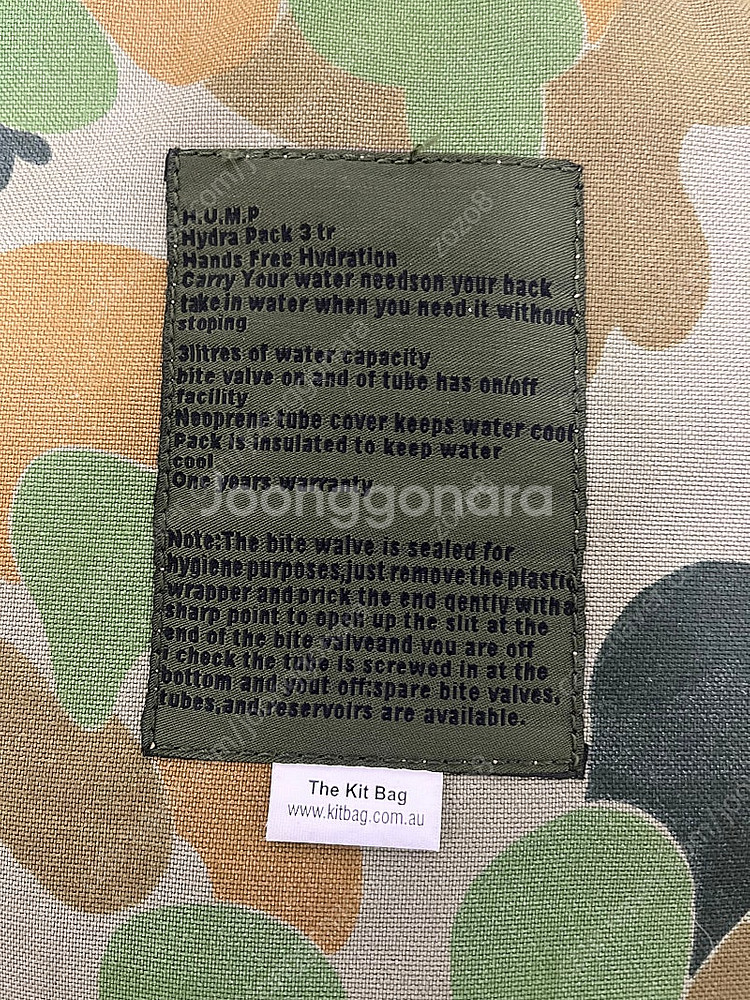 H.U.M.P
Hydra Pack 3 tr
Hands Free Hydration
Carry Your water needson your back
take in water when you need it without
stoping
3litres of water capacity
bite valve on and of tube has on/off
facility
Neoprene tube cover keeps water cool
Pack is insulated to keep water
cool
One years warranty
Joonggonara
Note:The bite walve is sealed for
hygiene purposes,just remove the plastic
wrapper and prick the end gently with a
sharp point to open up the slit at the
end of the bite valveand you are off
I check the tube is screwed in at the
bottom and yout off:spare bite valves,
tubes,and,reservoirs are available.
The Kit Bag
www.kitbag.com.au
zozo8